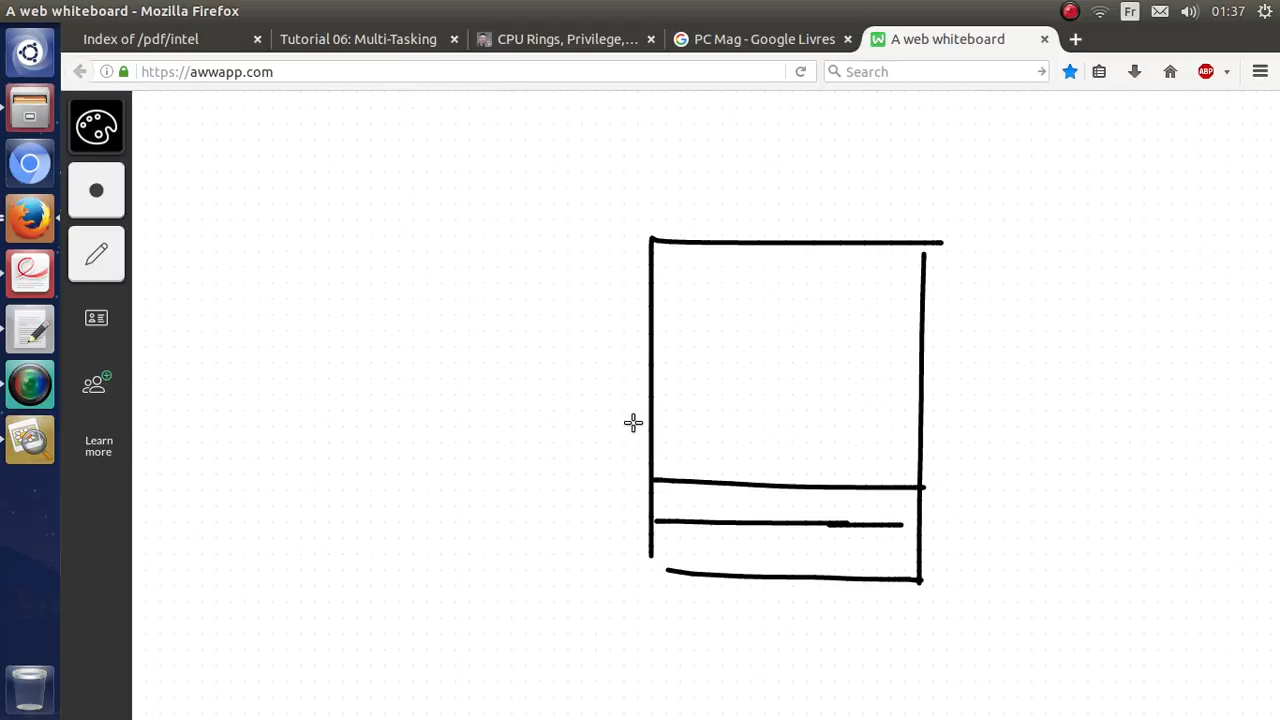 A web whiteboard - Mozilla Firefox
Fr
01:37
Index of /pdf/intel
Tutorial 06: Multi-Tasking
CPU Rings, Privilege,...
PC Mag - Google Livres
A web whiteboard
https://awwapp.com
Search
ABP
Learn
more